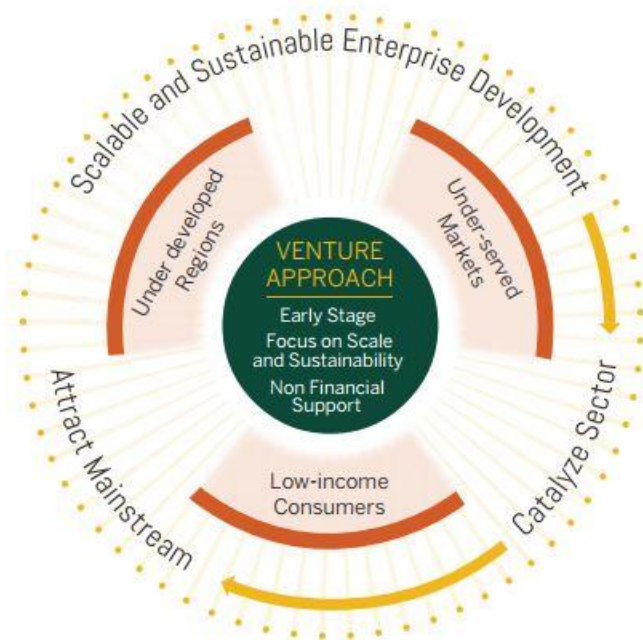 Scalable and Sustainable Enterprise Development
Under developed
Regions
Under-served
Markets
VENTURE
APPROACH
Early Stage
Focus on Scale
and Sustainability
Non Financial
Support
Low-income
Consumers
Catalyze Sector
Attract Mainstream